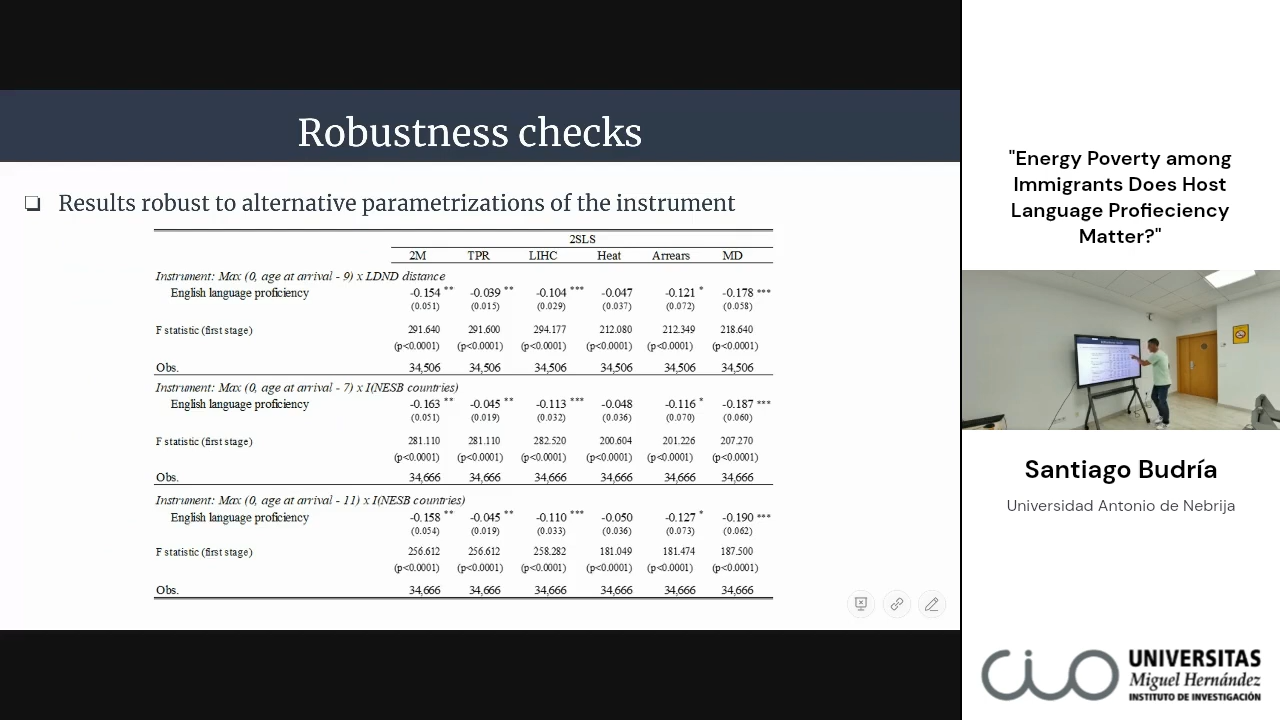 Robustness checks
❑ Results robust to alternative parametrizations of the instrument
2SLS
2M TPR LIHC Heat Arrears MD
Instrument: Max (0, age at arrival - 9) x LDND distance
English language proficiency -0.154 ** -0.039 ** -0.104 *** -0.047 -0.121 * -0.178 ***
(0.051) (0.015) (0.029) (0.037) (0.072) (0.058)
F statistic (first stage) 291.640 291.600 294.177 212.080 212.349 218.640
(p<0.0001) (p<0.0001) (p<0.0001) (p<0.0001) (p<0.0001) (p<0.0001)
Obs. 34,506 34,506 34,506 34,506 34,506 34,506
Instrument: Max (0, age at arrival - 7) x I(NESB countries)
English language proficiency -0.163 ** -0.045 ** -0.113 *** -0.048 -0.116 * -0.187 ***
(0.051) (0.019) (0.032) (0.036) (0.070) (0.060)
F statistic (first stage) 281.110 281.110 282.520 200.604 201.226 207.270
(p<0.0001) (p<0.0001) (p<0.0001) (p<0.0001) (p<0.0001) (p<0.0001)
Obs. 34,666 34,666 34,666 34,666 34,666 34,666
Instrument: Max (0, age at arrival - 11) x I(NESB countries)
English language proficiency -0.158 ** -0.045 ** -0.110 *** -0.050 -0.127 * -0.190 ***
(0.054) (0.019) (0.033) (0.036) (0.073) (0.062)
F statistic (first stage) 256.612 256.612 258.282 181.049 181.474 187.500
(p<0.0001) (p<0.0001) (p<0.0001) (p<0.0001) (p<0.0001) (p<0.0001)
Obs. 34,666 34,666 34,666 34,666 34,666 34,666
"Energy Poverty among
Immigrants Does Host
Language Profieciency
Matter?"
Santiago Budría
Universidad Antonio de Nebrija
CIO
UNIVERSITAS
Miguel Hernández
INSTITUTO DE INVESTIGACIÓN